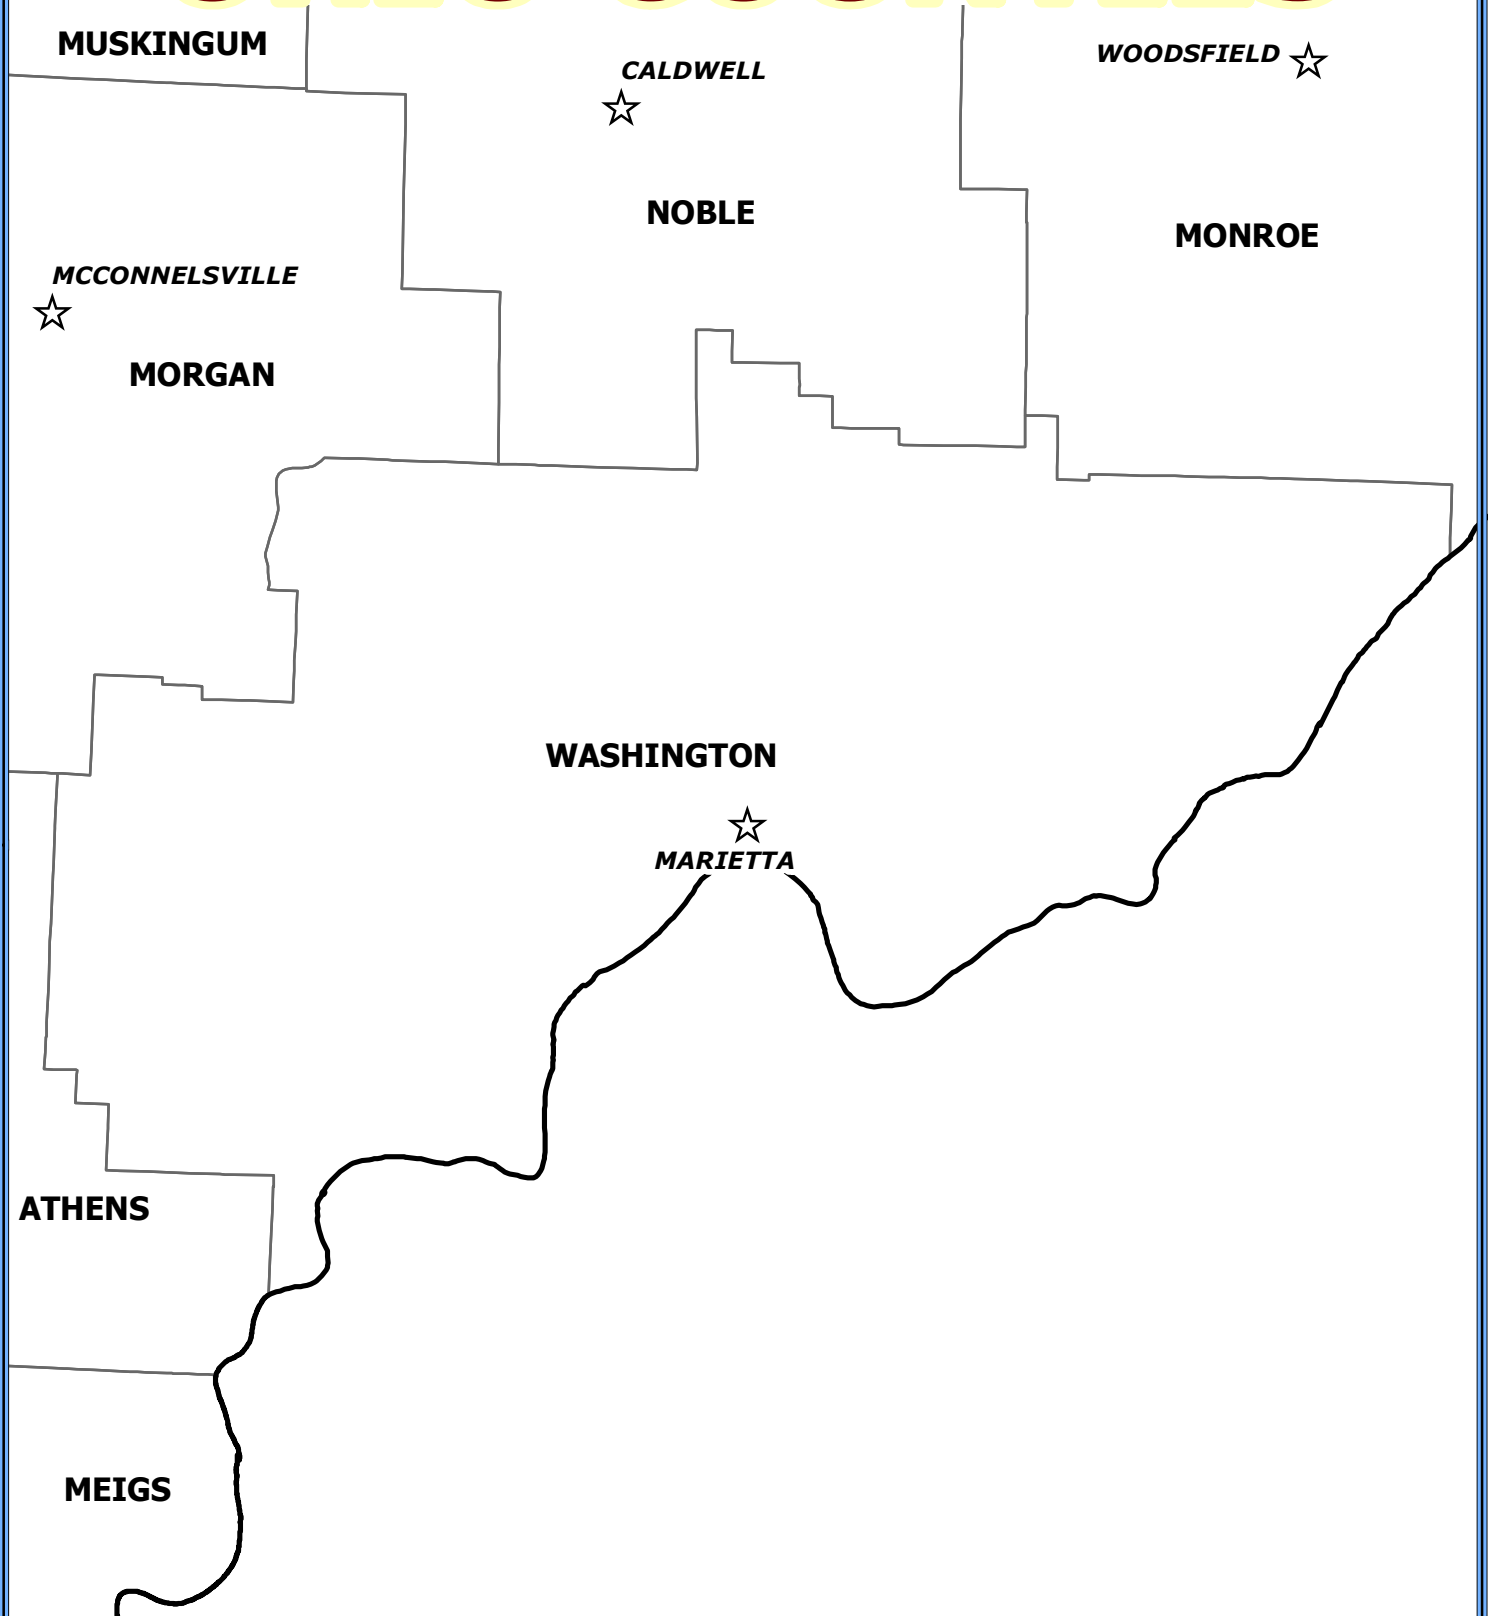 MUSKINGUM
WOODSFIELD
CALDWELL
NOBLE
MONROE
MCCONNELSVILLE
MORGAN
WASHINGTON
MARIETTA
ATHENS
MEIGS